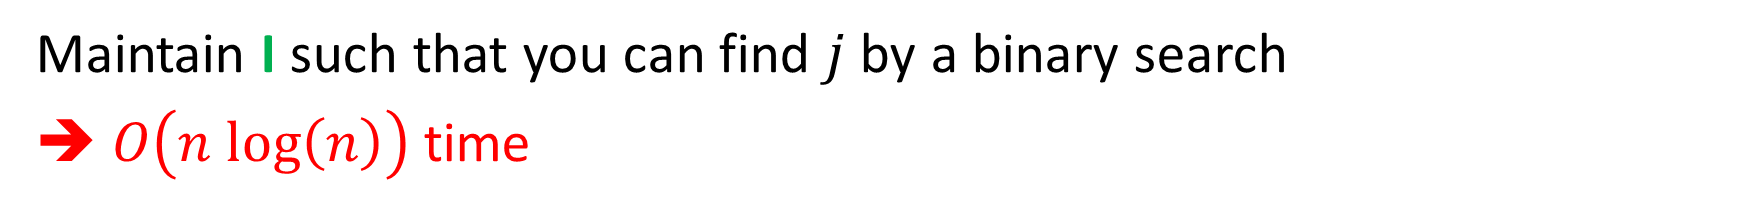 Maintain I such that you can find j by a binary search
➔ O(n log(n)) time